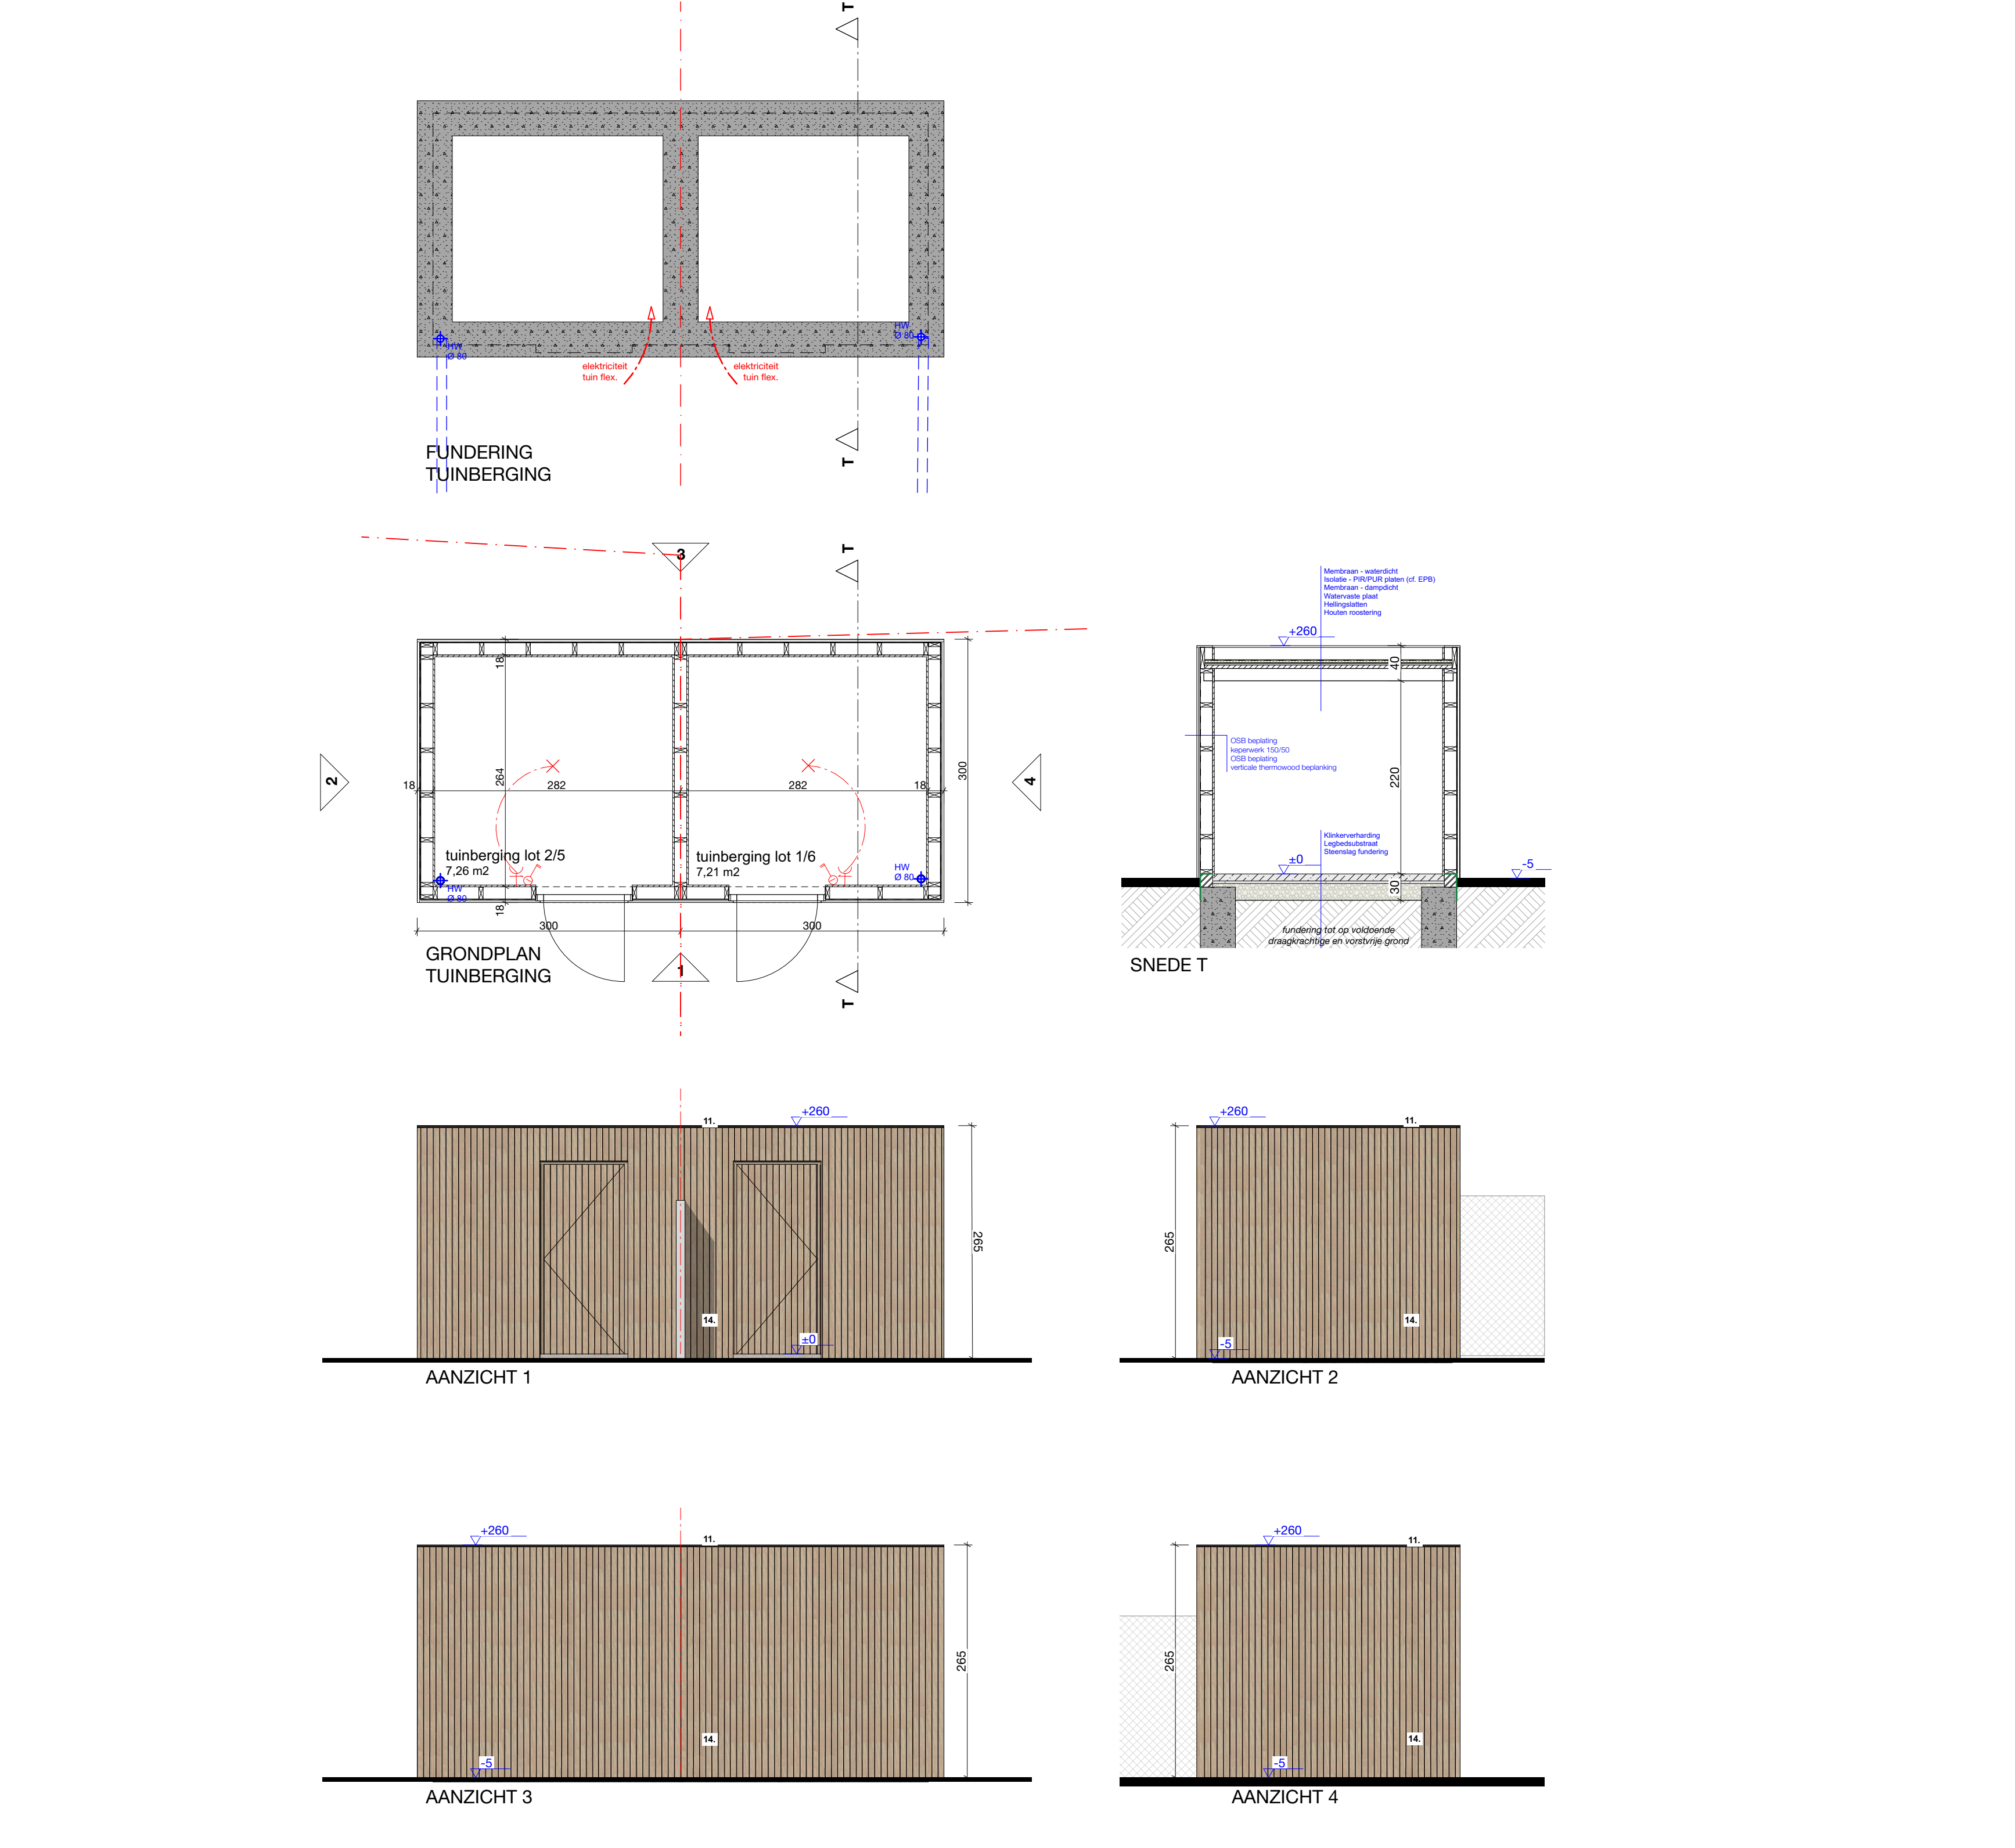 T
HW
Ø 80
HW
Ø 80
elektriciteit
tuin flex.
elektriciteit
tuin flex.
T
FUNDERING
TUINBERGING
3
T
18
264
282
282
18
18
300
2
4
tuinberging lot 2/5
7,26 m2
tuinberging lot 1/6
7,21 m2
HW
Ø 80
HW
Ø 80
18
300
300
GRONDPLAN
TUINBERGING
1
T
Membraan - waterdicht
Isolatie - PIR/PUR platen (cf. EPB)
Membraan - dampdicht
Watervaste plaat
Hellingslatten
Houten roostering
+260
40
OSB beplating
keperwerk 150/50
OSB beplating
verticale thermowood beplanking
220
Klinkerverharding
Legbedsubstraat
Steenslag fundering
±0
-5
30
fundering tot op voldoende
draagkrachtige en vorstvrije grond
SNEDE T
+260
11.
265
14.
±0
AANZICHT 1
+260
11.
265
14.
-5
AANZICHT 2
+260
11.
265
14.
-5
AANZICHT 3
+260
11.
265
14.
-5
AANZICHT 4